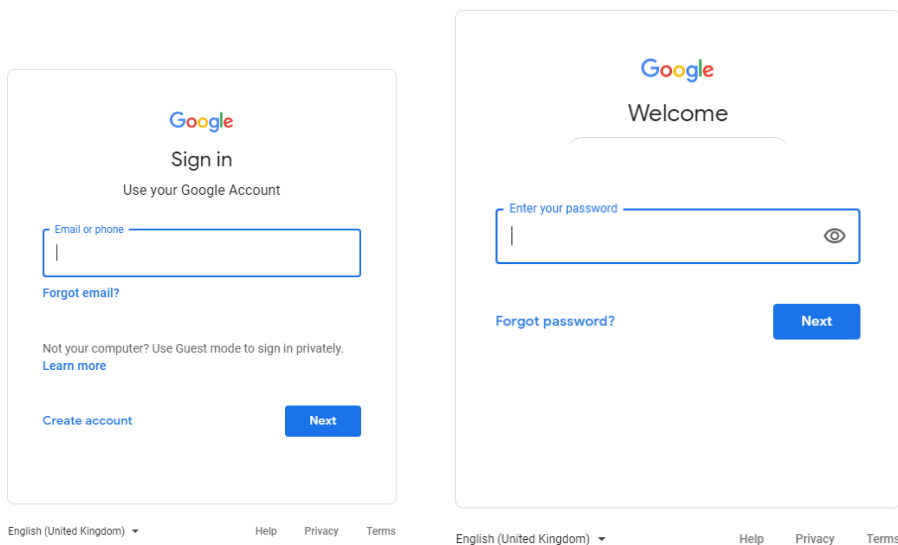 Google
Sign in
Use your Google Account
Email or phone
Forgot email?
Not your computer? Use Guest mode to sign in privately.
Learn more
Create account
Next
English (United Kingdom)
Help
Privacy
Terms
Google
Welcome
Enter your password
Forgot password?
Next
English (United Kingdom)
Help
Privacy
Terms